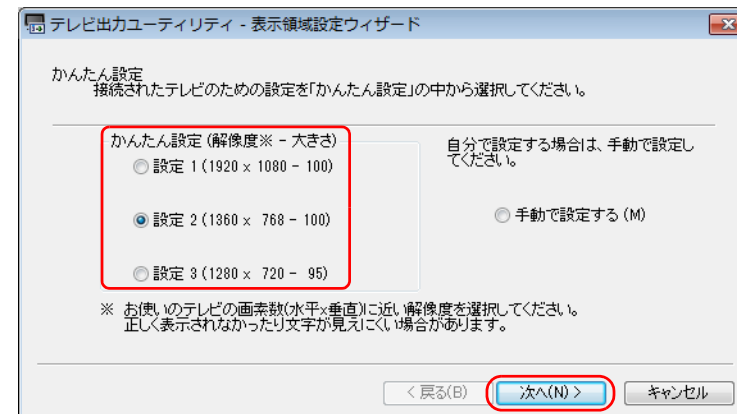 テレビ出力ユーティリティ - 表示領域設定ウィザード
かんたん設定
接続されたテレビのための設定を「かんたん設定」の中から選択してください。
かんたん設定 (解像度※ - 大きさ)
設定 1 (1920 x 1080 - 100)
設定 2 (1360 x 768 - 100)
設定 3 (1280 x 720 - 95)
自分で設定する場合は、手動で設定し
てください。
手動で設定する (M)
※ お使いのテレビの画素数(水平x垂直)に近い解像度を選択してください。
正しく表示されなかったり文字が見えにくい場合があります。
< 戻る(B)
次へ(N) >
キャンセル